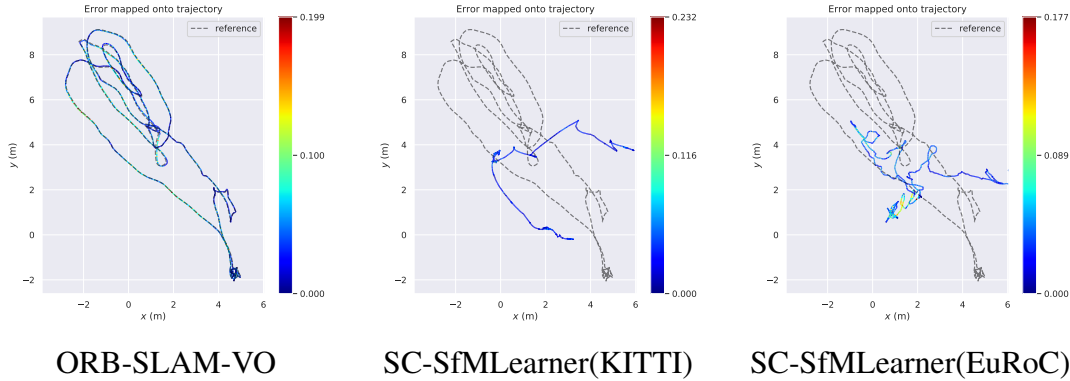 Error mapped onto trajectory
reference
0.199
0.100
0.000
8
6
4
2
0
−2
y (m)
−2 0 2 4 6
x (m)
ORB-SLAM-VO
Error mapped onto trajectory
reference
0.232
0.116
0.000
8
6
4
2
0
−2
y (m)
−2 0 2 4 6
x (m)
SC-SfMLearner(KITTI)
Error mapped onto trajectory
reference
0.177
0.089
0.000
8
6
4
2
0
−2
y (m)
−2 0 2 4 6
x (m)
SC-SfMLearner(EuRoC)